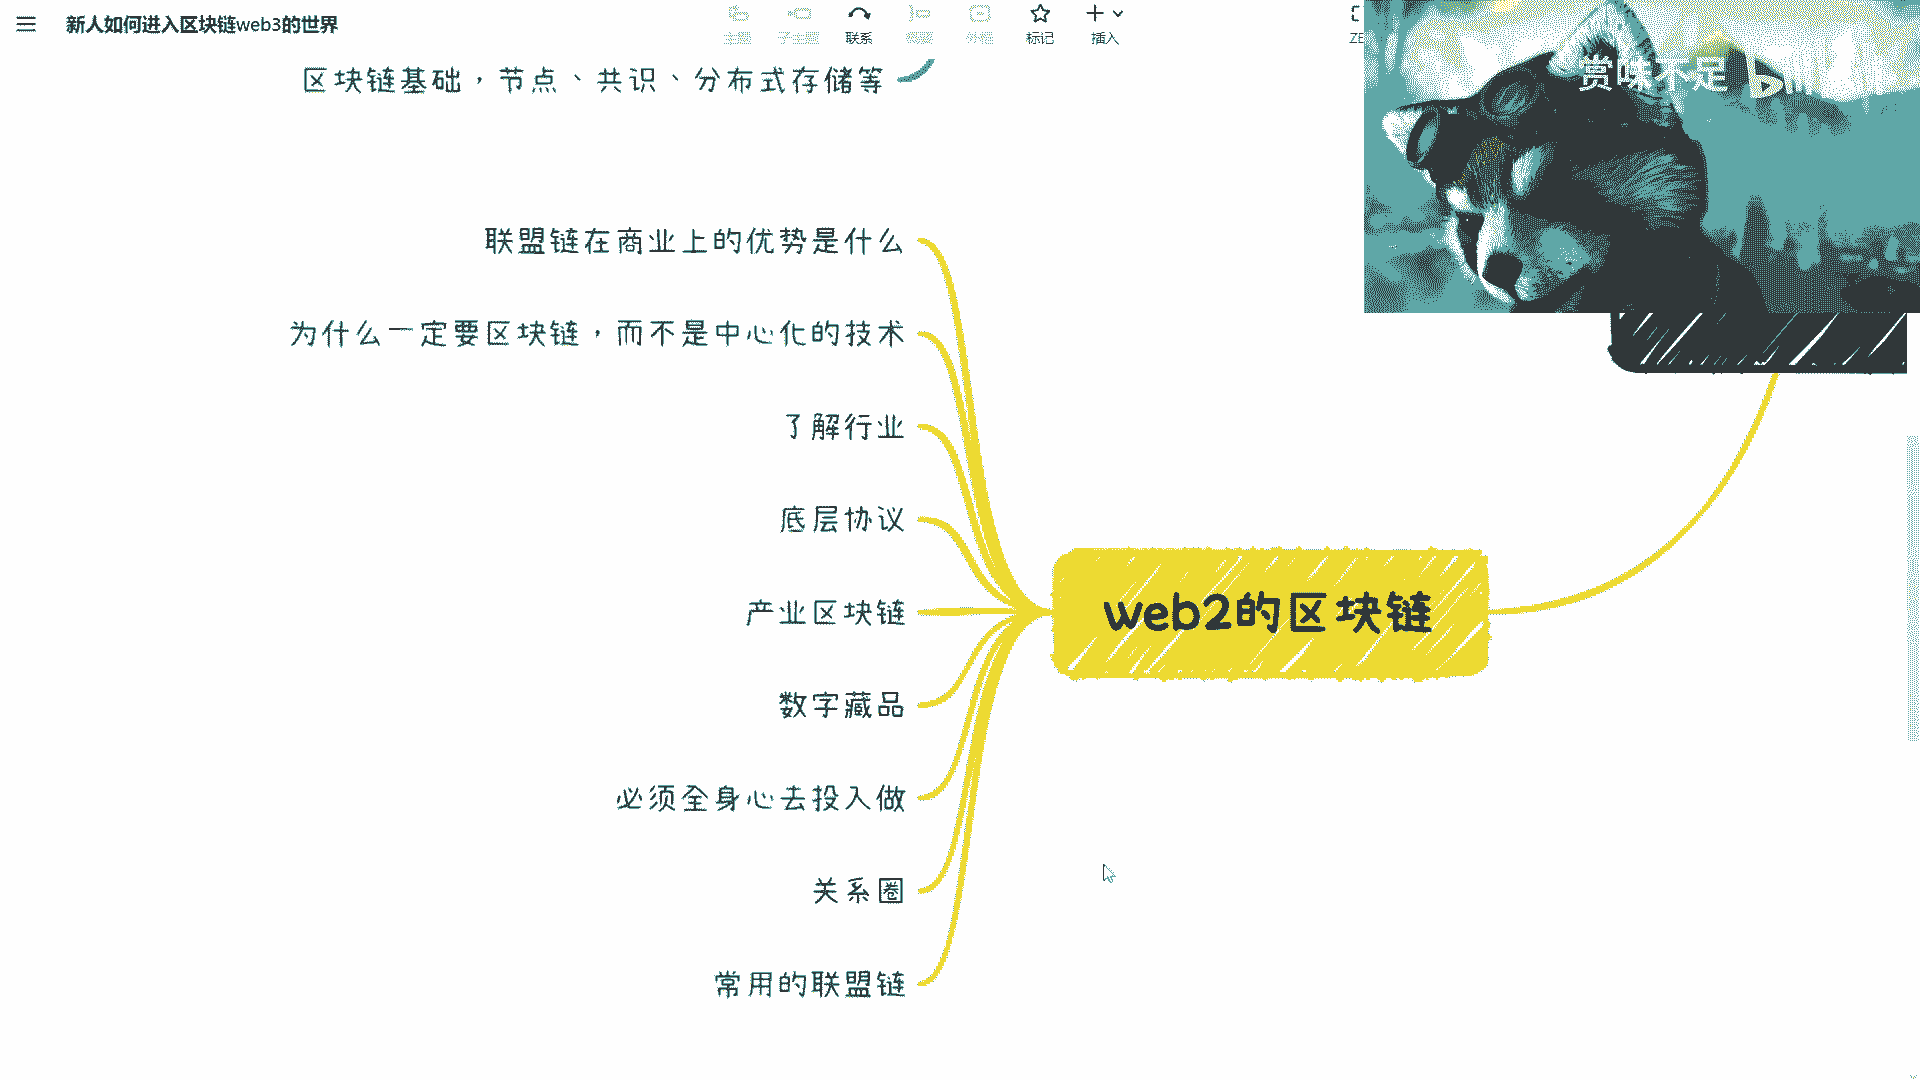 新人如何进入区块链web3的世界
主题
子主题
联系
概要
外框
标记
插入
ZE
赏味不足
bilibili
区块链基础，节点、共识、分布式存储等
联盟链在商业上的优势是什么
为什么一定要区块链，而不是中心化的技术
了解行业
底层协议
产业区块链
数字藏品
必须全身心去投入做
关系圈
常用的联盟链
web2的区块链